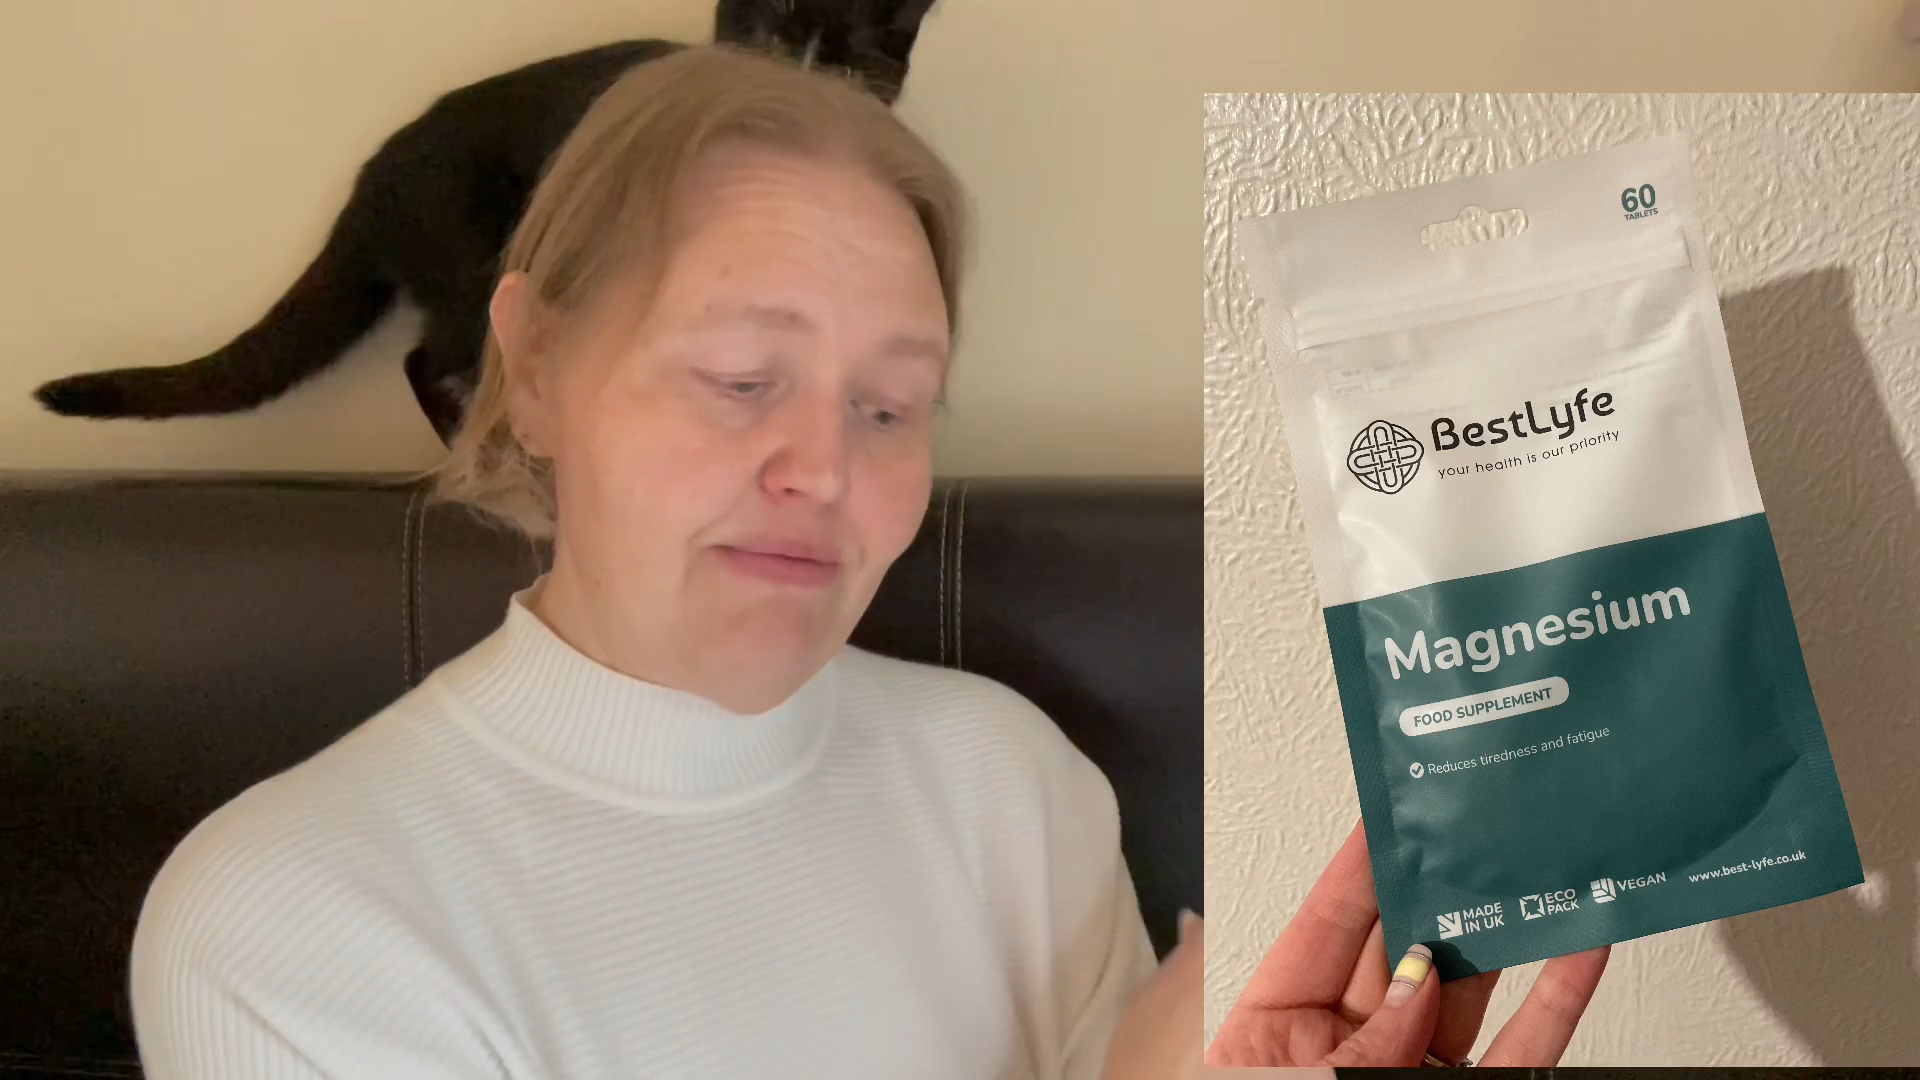 60
TABLETS
BestLyfe
your health is our priority
Magnesium
FOOD SUPPLEMENT
Reduces tiredness and fatigue
MADE
IN UK
ECO
PACK
VEGAN
www.best-lyfe.co.uk